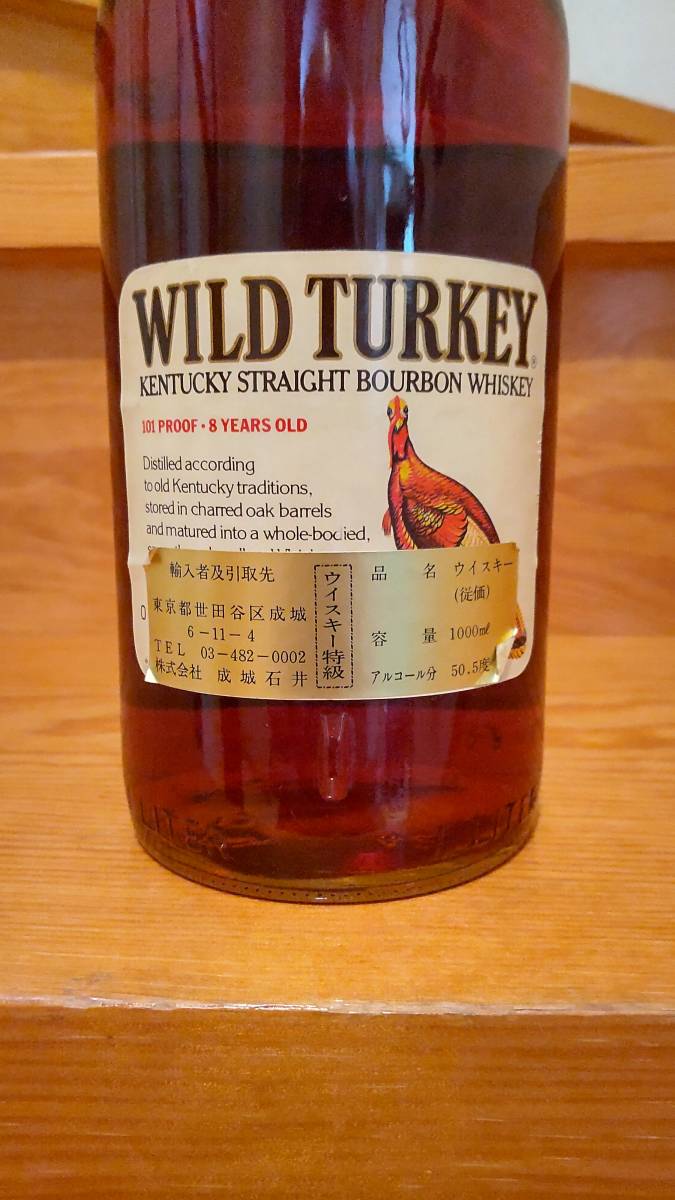 WILD TURKEY®
KENTUCKY STRAIGHT BOURBON WHISKEY
101 PROOF • 8 YEARS OLD
Distilled according
to old Kentucky traditions,
stored in charred oak barrels
and matured into a whole-bodied,
輸入者及引取先
東京都世田谷区成城
6-11-4
TEL 03-482-0002
株式会社 成城石井
ウイスキー特級
品 名 ウイスキー
(従価)
容 量 1000ml
アルコール分 50.5度